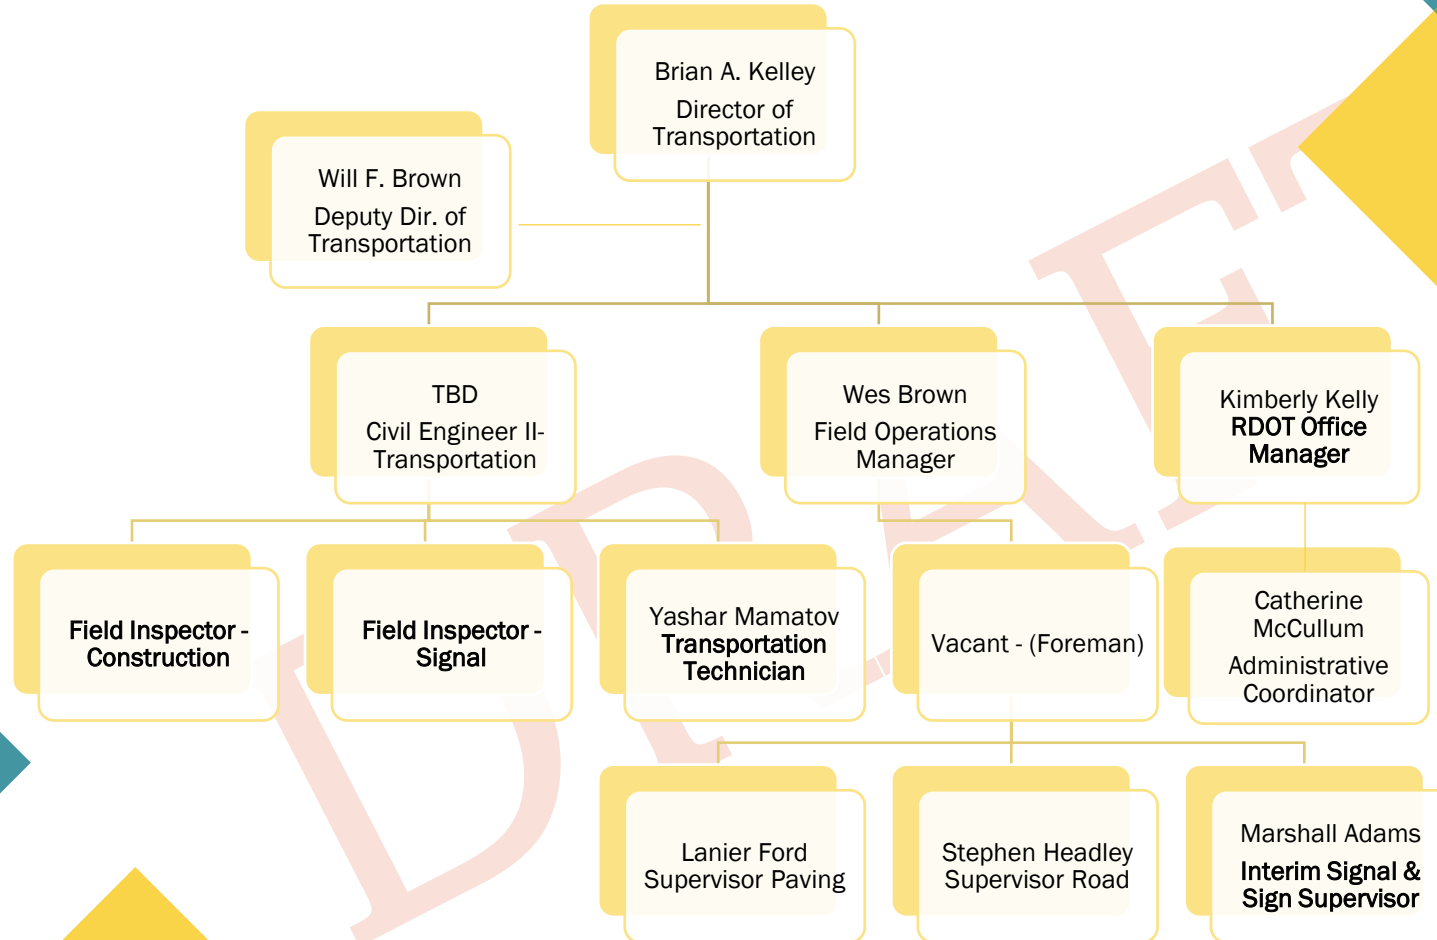 Brian A. Kelley
Director of
Transportation
Will F. Brown
Deputy Dir. of
Transportation
TBD
Civil Engineer II-
Transportation
Wes Brown
Field Operations
Manager
Kimberly Kelly
RDOT Office
Manager
Field Inspector -
Construction
Field Inspector -
Signal
Yashar Mamatov
Transportation
Technician
Vacant - (Foreman)
Catherine
McCullum
Administrative
Coordinator
Lanier Ford
Supervisor Paving
Stephen Headley
Supervisor Road
Marshall Adams
Interim Signal &
Sign Supervisor
DRAFT